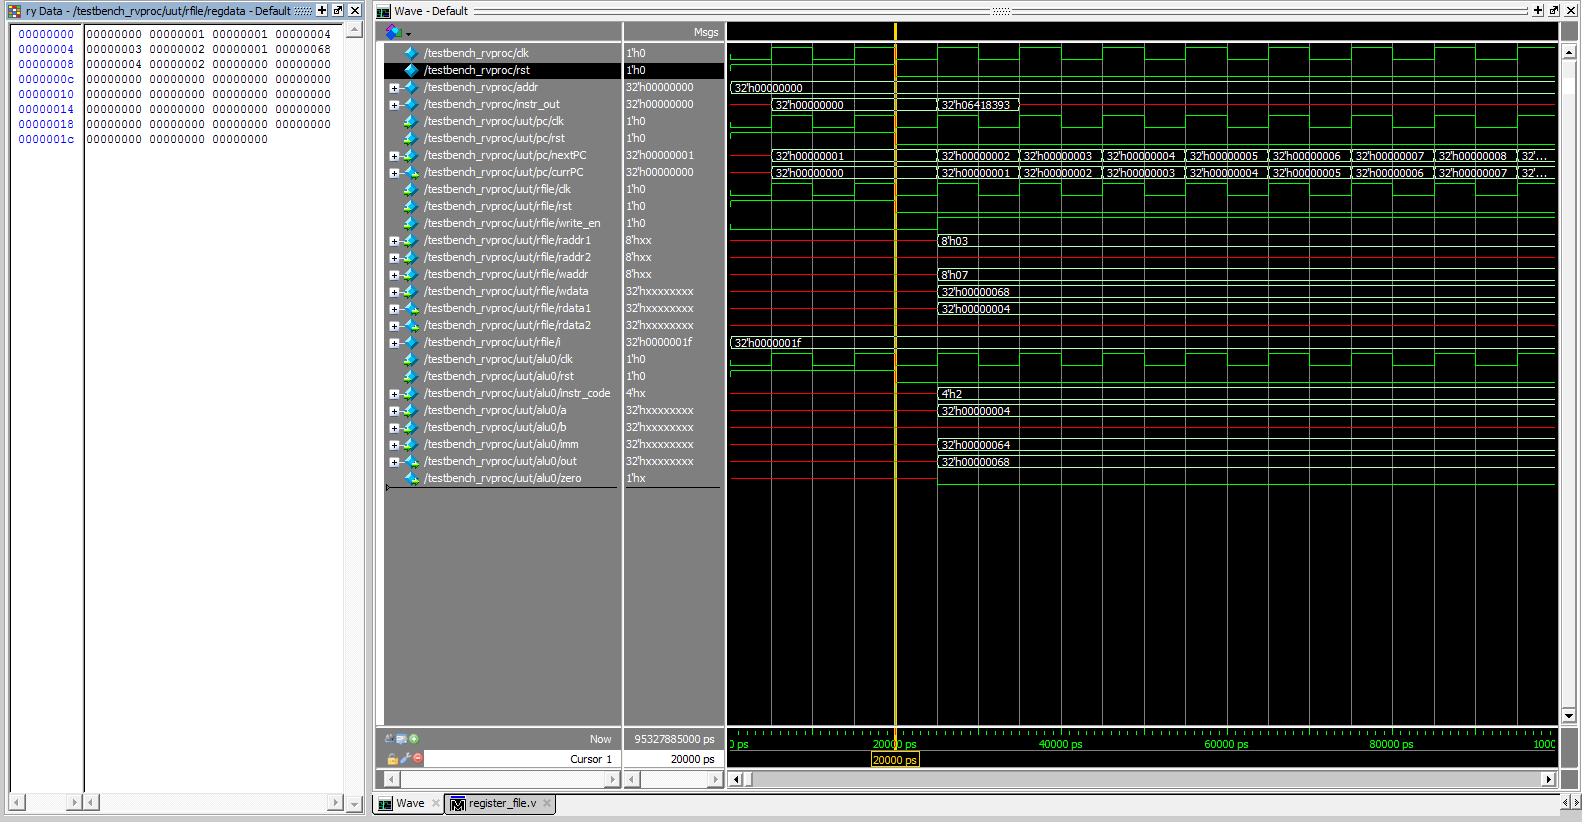 ry Data - /testbench_rvproc/uut/rfile/regdata - Default
00000000 00000000 00000001 00000001 00000004
00000004 00000003 00000002 00000001 00000068
00000008 00000004 00000002 00000000 00000000
0000000c 00000000 00000000 00000000 00000000
00000010 00000000 00000000 00000000 00000000
00000014 00000000 00000000 00000000 00000000
00000018 00000000 00000000 00000000 00000000
0000001c 00000000 00000000 00000000
Wave - Default
Msgs
/testbench_rvproc/clk 1'h0
/testbench_rvproc/rst 1'h0
/testbench_rvproc/addr 32'h00000000 32'h00000000
/testbench_rvproc/instr_out 32'h00000000 32'h00000000 32'h06418393
/testbench_rvproc/uut/pc/clk 1'h0
/testbench_rvproc/uut/pc/rst 1'h0
/testbench_rvproc/uut/pc/nextPC 32'h00000001 32'h00000001 32'h00000002 32'h00000003 32'h00000004 32'h00000005 32'h00000006 32'h00000007 32'h00000008 32'...
/testbench_rvproc/uut/pc/currPC 32'h00000000 32'h00000000 32'h00000001 32'h00000002 32'h00000003 32'h00000004 32'h00000005 32'h00000006 32'h00000007 32'...
/testbench_rvproc/uut/rfile/clk 1'h0
/testbench_rvproc/uut/rfile/rst 1'h0
/testbench_rvproc/uut/rfile/write_en 1'h0
/testbench_rvproc/uut/rfile/raddr1 8'hxx 8'h03
/testbench_rvproc/uut/rfile/raddr2 8'hxx
/testbench_rvproc/uut/rfile/waddr 8'hxx 8'h07
/testbench_rvproc/uut/rfile/wdata 32'hxxxxxxxx 32'h00000068
/testbench_rvproc/uut/rfile/rdata1 32'hxxxxxxxx 32'h00000004
/testbench_rvproc/uut/rfile/rdata2 32'hxxxxxxxx
/testbench_rvproc/uut/rfile/i 32'h0000001f 32'h0000001f
/testbench_rvproc/uut/alu0/clk 1'h0
/testbench_rvproc/uut/alu0/rst 1'h0
/testbench_rvproc/uut/alu0/instr_code 4'hx 4'h2
/testbench_rvproc/uut/alu0/a 32'hxxxxxxxx 32'h00000004
/testbench_rvproc/uut/alu0/b 32'hxxxxxxxx
/testbench_rvproc/uut/alu0/imm 32'hxxxxxxxx 32'h00000064
/testbench_rvproc/uut/alu0/out 32'hxxxxxxxx 32'h00000068
/testbench_rvproc/uut/alu0/zero 1'hx
Now 95327885000 ps
ps 20000 ps 40000 ps 60000 ps 80000 ps 1000
Cursor 1 20000 ps 20000 ps
Wave register_file.v